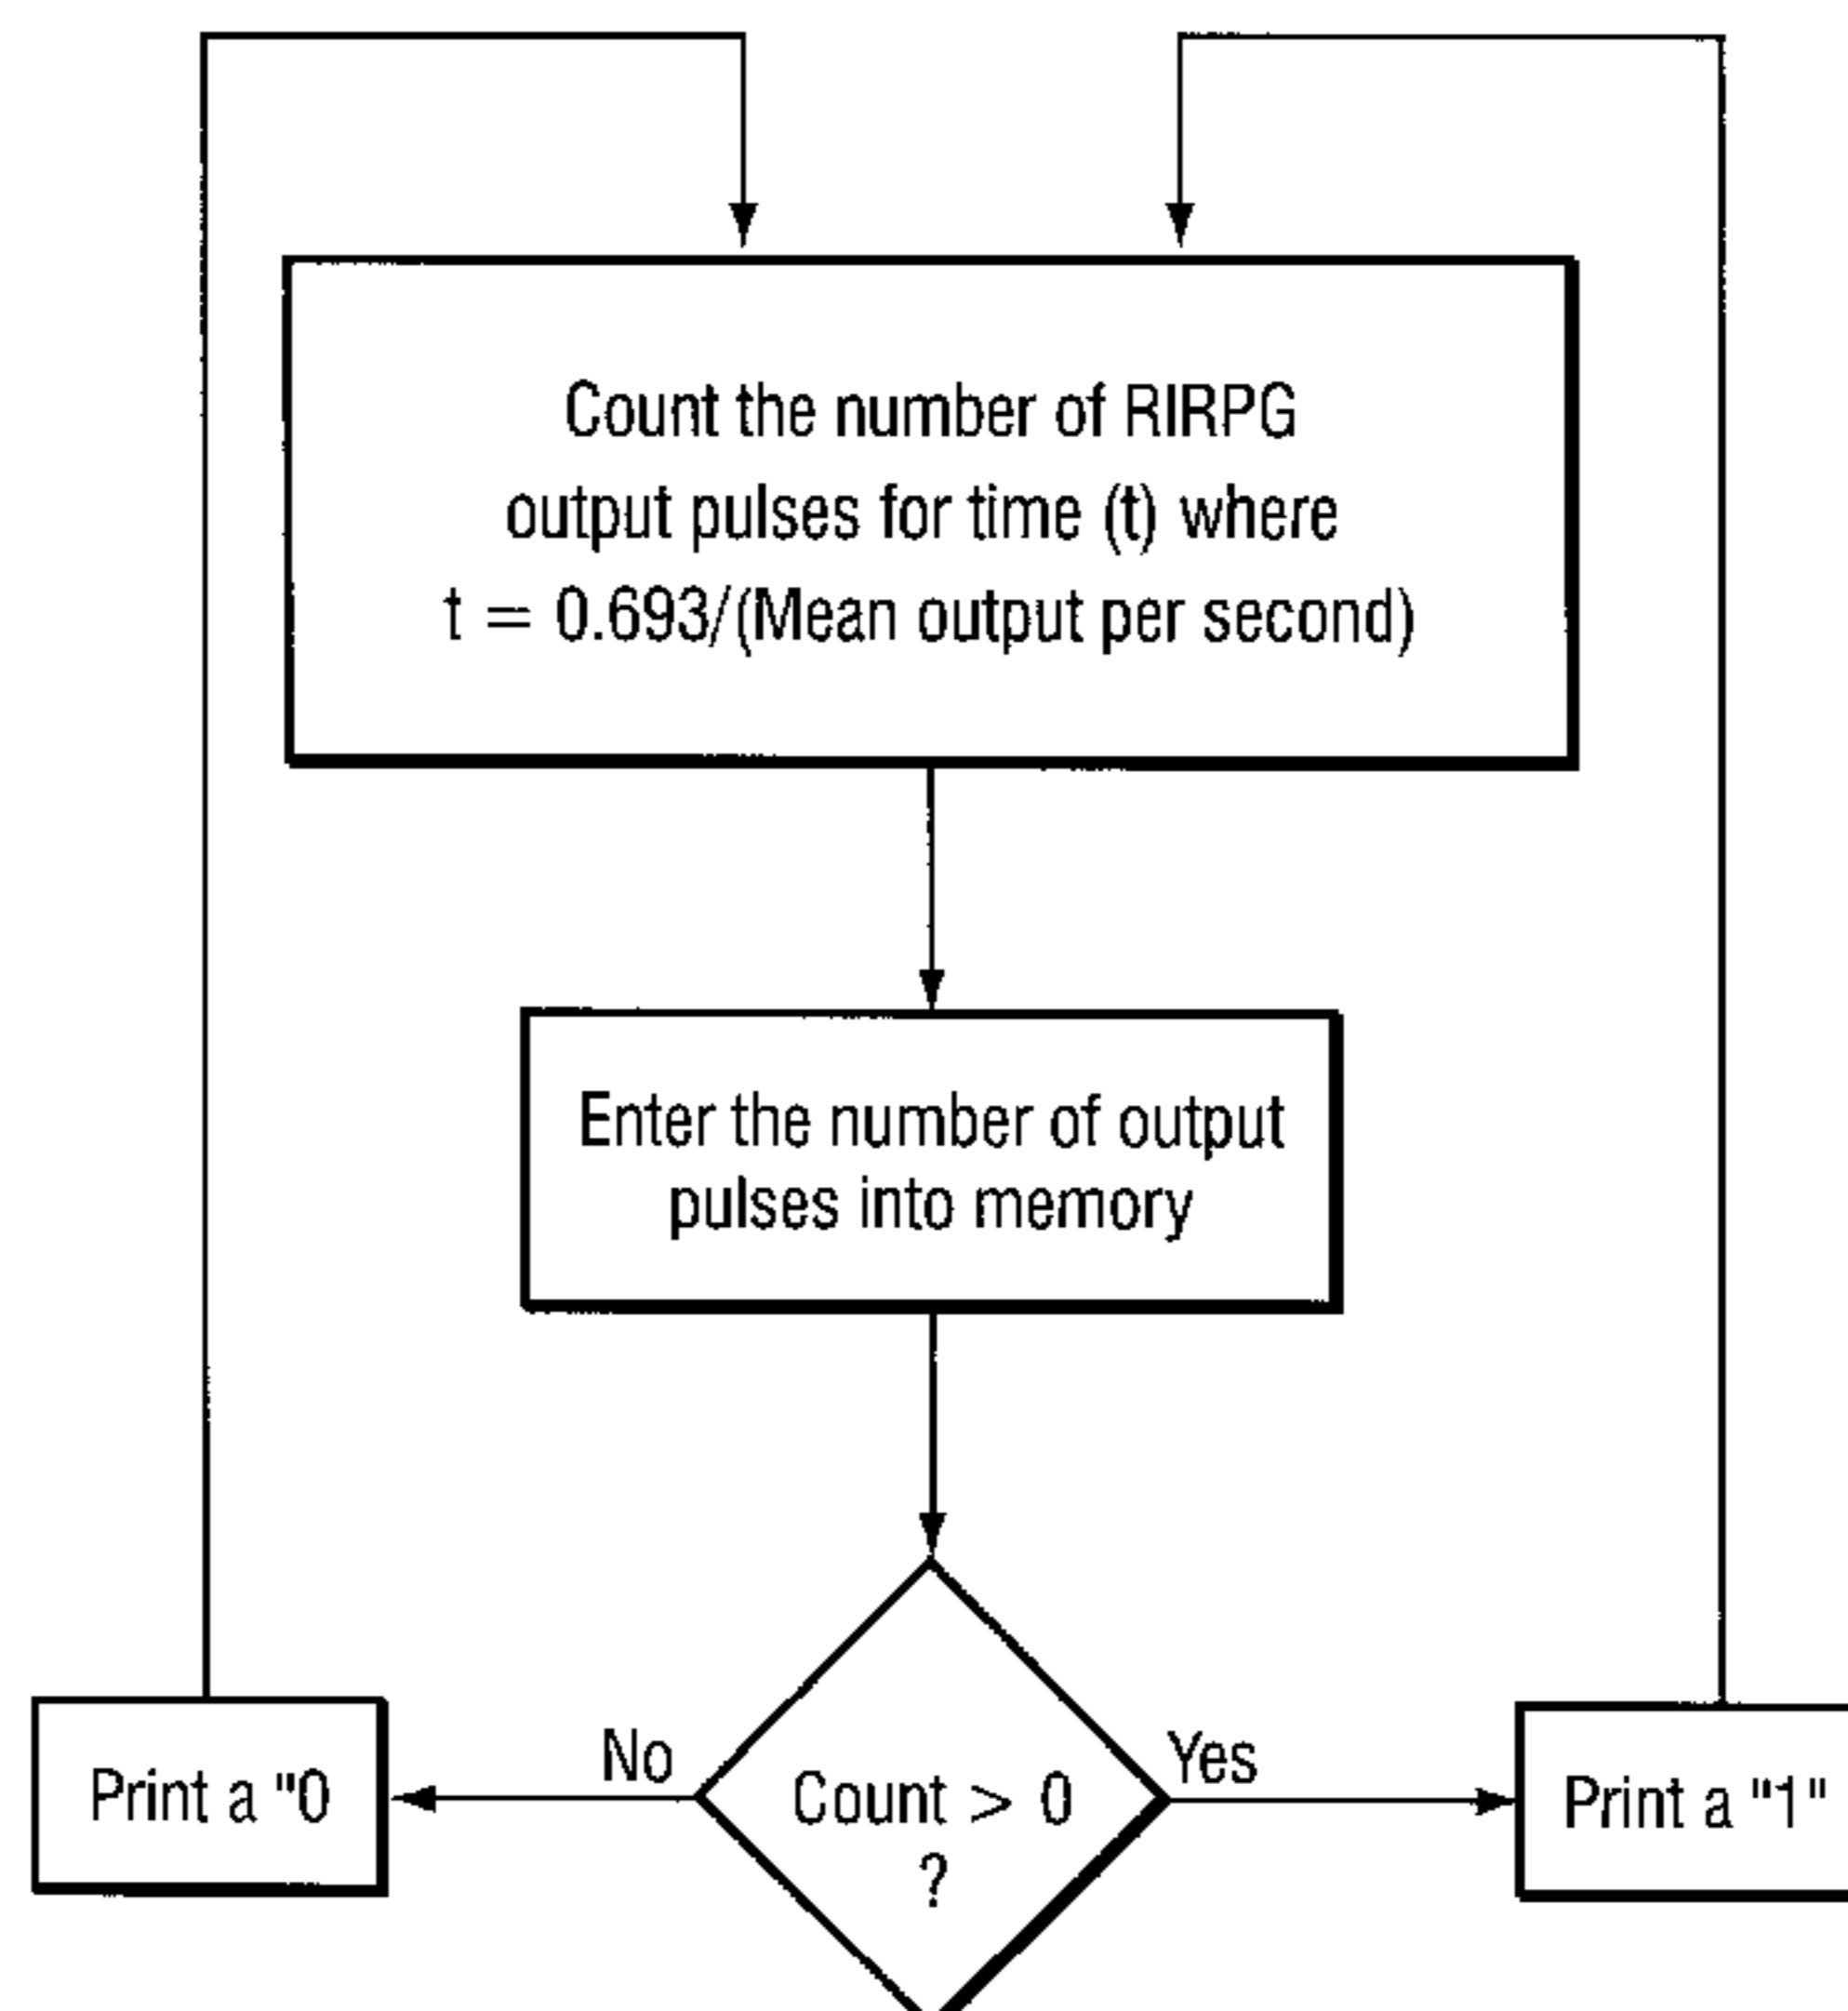 Count the number of RIRPG
output pulses for time (t) where
t = 0.693/(Mean output per second)
Enter the number of output
pulses into memory
No
Yes
Print a "0
Count > 0
?
Print a "1"